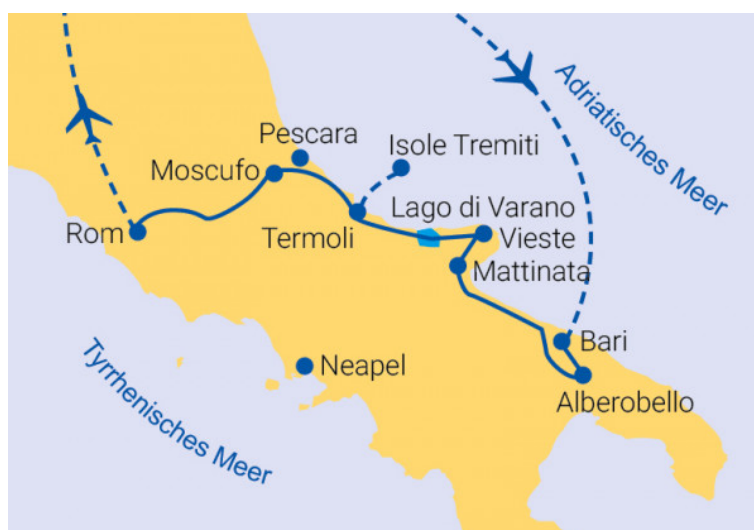 Adriatisches Meer
Pescara
Isole Tremiti
Moscufo
Lago di Varano
Rom
Termoli
Vieste
Mattinata
Bari
Neapel
Alberobello
Tyrrhenisches Meer